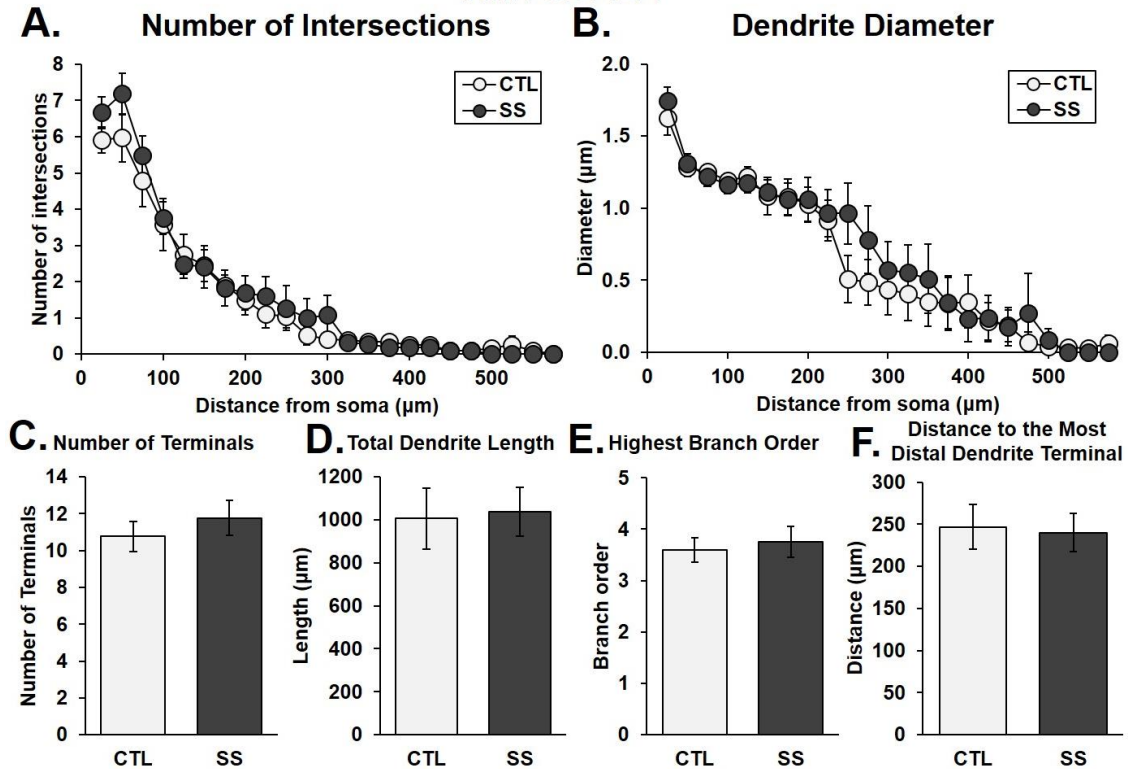 A. Number of Intersections
Number of intersections
8
7
6
5
4
3
2
1
0
CTL
SS
0 100 200 300 400 500
Distance from soma (µm)
B. Dendrite Diameter
Diameter (µm)
2.0
1.5
1.0
0.5
0.0
CTL
SS
0 100 200 300 400 500
Distance from soma (µm)
C. Number of Terminals
Number of Terminals
14
12
10
8
6
4
2
0
CTL SS
D. Total Dendrite Length
Length (µm)
1200
1000
800
600
400
200
0
CTL SS
E. Highest Branch Order
Branch order
5
4
3
2
1
0
CTL SS
F. Distance to the Most
Distal Dendrite Terminal
Distance (µm)
300
250
200
150
100
50
0
CTL SS